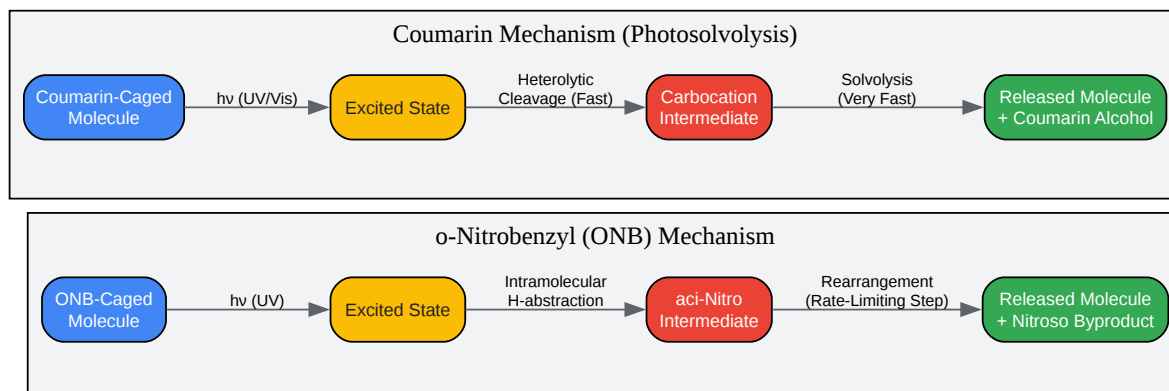 Coumarin Mechanism (Photosolvolysis)
Coumarin-Caged
Molecule
hν (UV/Vis)
Excited State
Heterolytic
Cleavage (Fast)
Carbocation
Intermediate
Solvolysis
(Very Fast)
Released Molecule
+ Coumarin Alcohol
o-Nitrobenzyl (ONB) Mechanism
ONB-Caged
Molecule
hν (UV)
Excited State
Intramolecular
H-abstraction
aci-Nitro
Intermediate
Rearrangement
(Rate-Limiting Step)
Released Molecule
+ Nitroso Byproduct